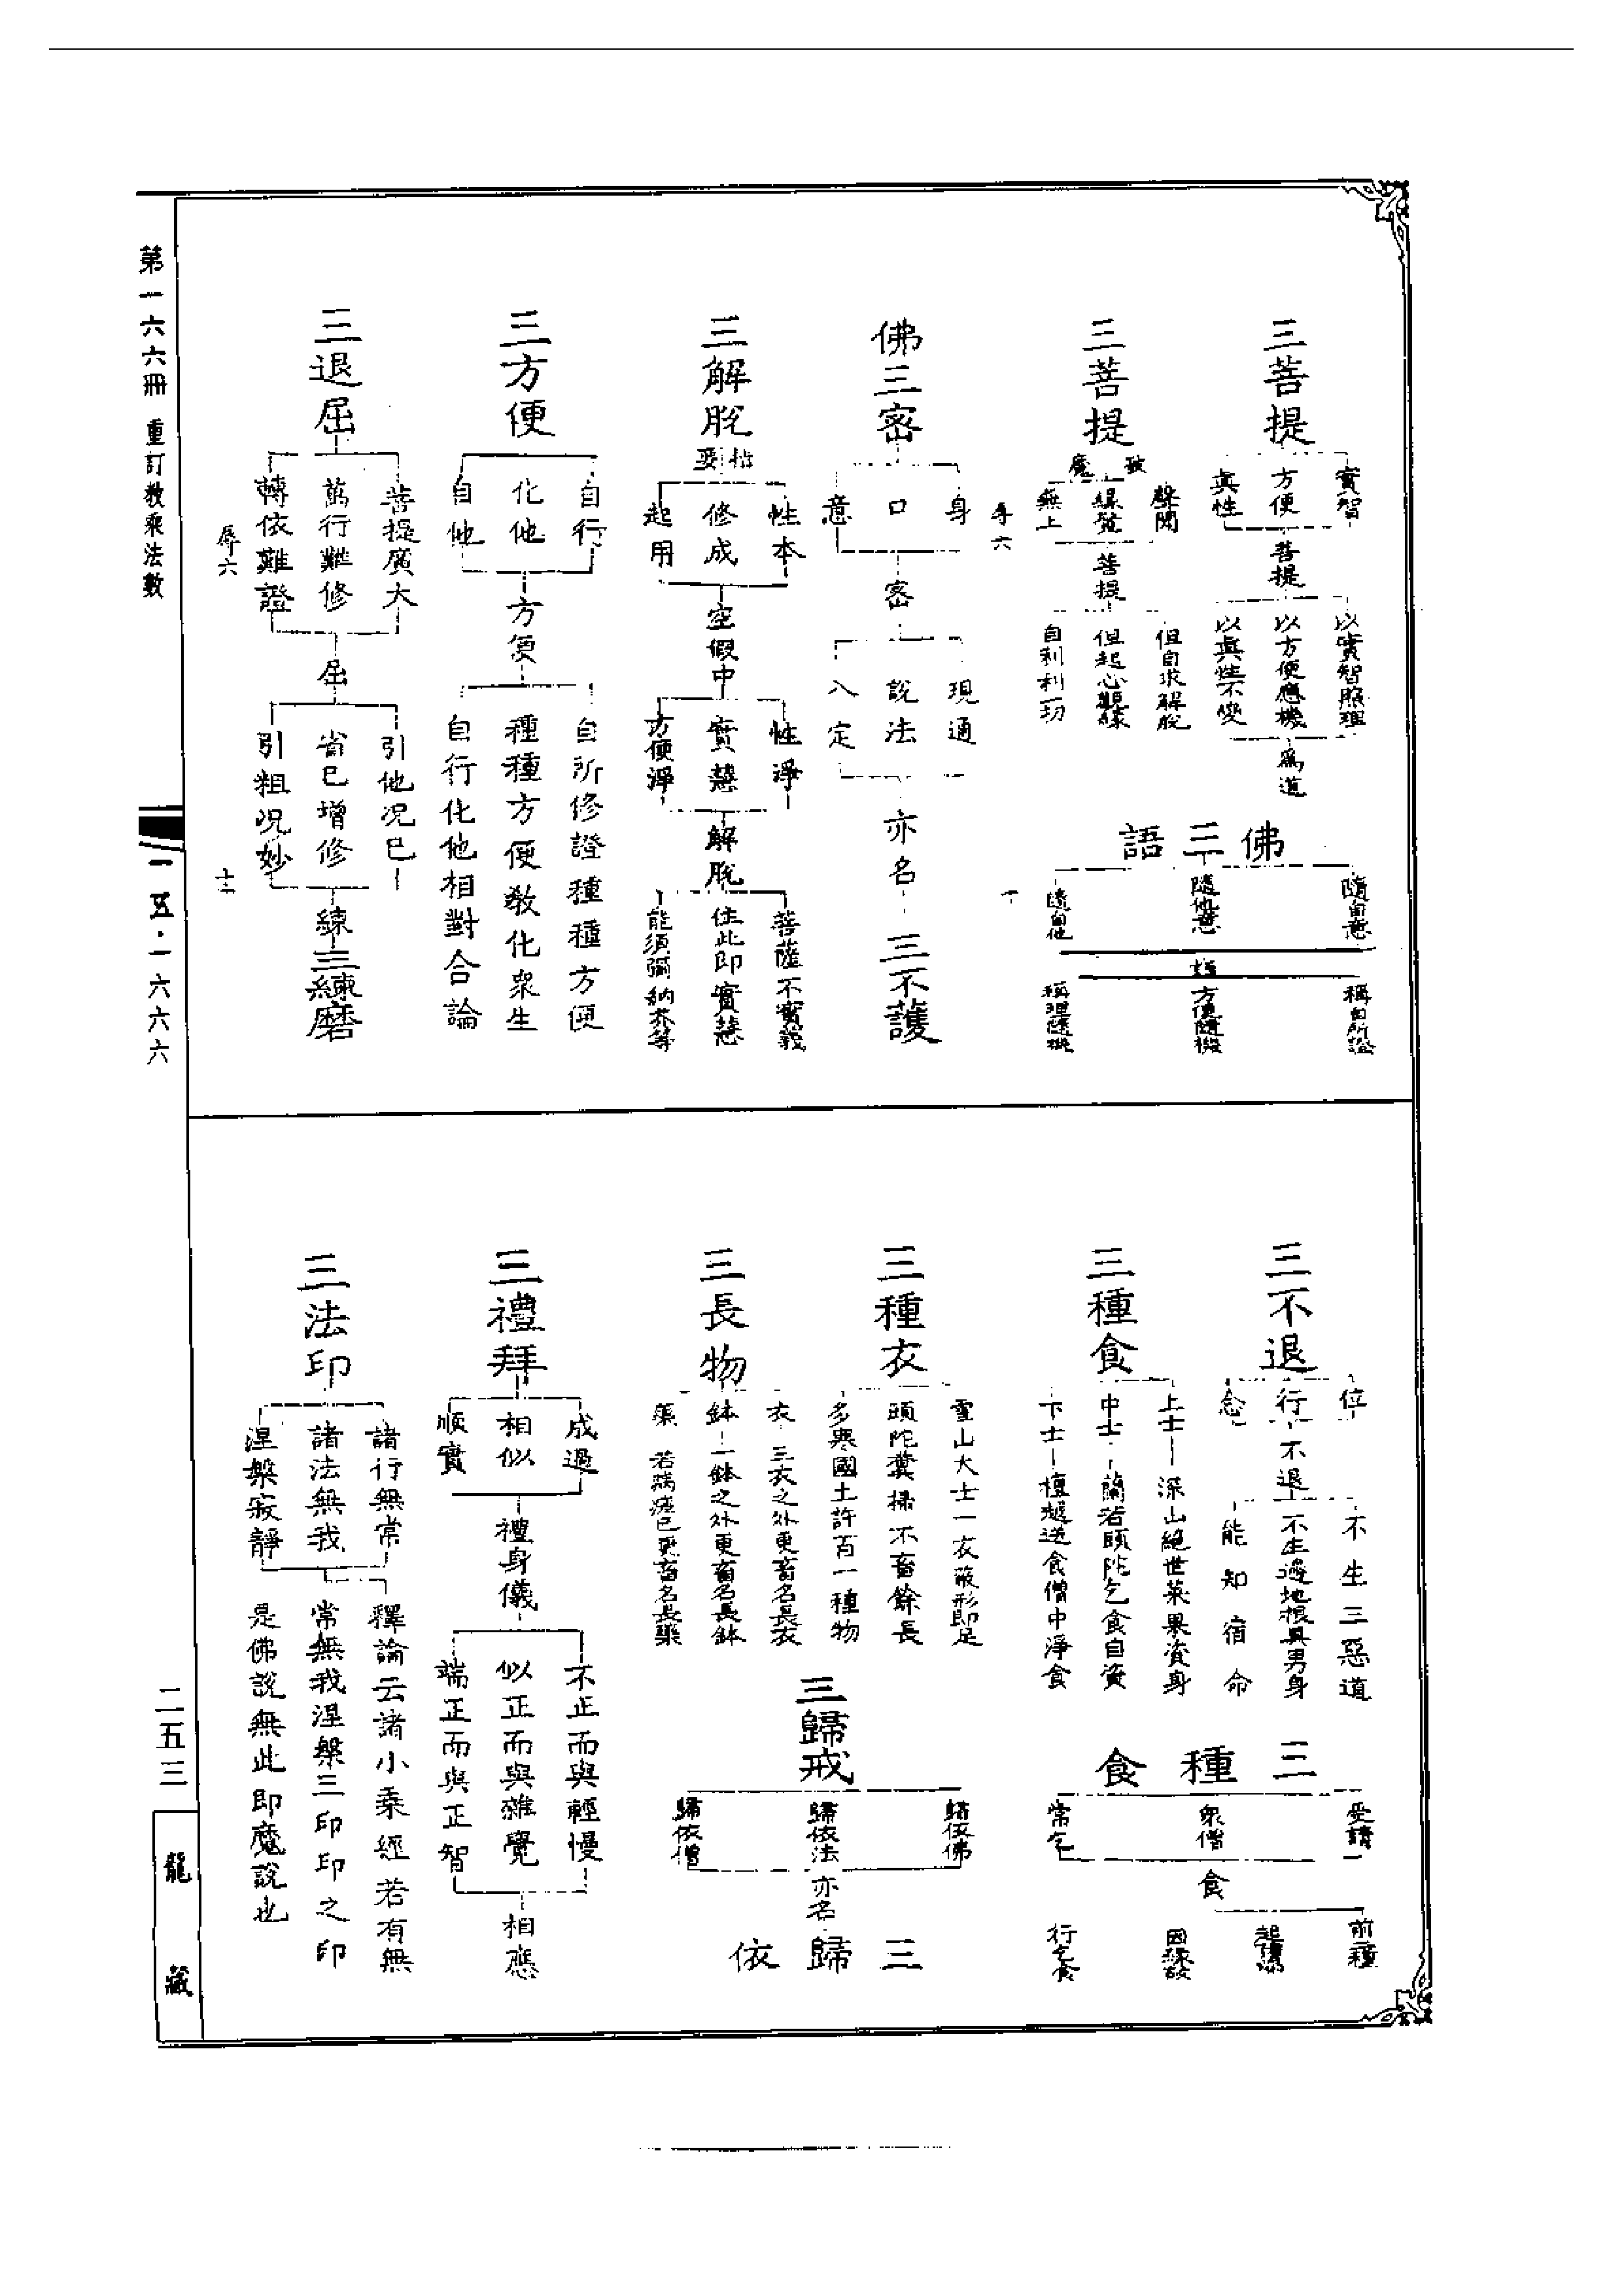 三菩提
實智
方便
眞性
菩提
以實智照理
以方便應機
以眞性不變
爲道
佛三語
隨自意
隨他意
隨自他
語
稱自所證
方便隨機
稱理隨機
三菩提
破魔
聲聞
緣覺
無上
菩提
但自求解脫
但起心觀緣
自利利一切
辱六
佛三密
身
口
意
密
現通
說法
入定
亦名
三不護
三解脫
性本
修成
起用
空假中
性淨
實慧
方便淨
解脫
菩薩不實義
住此即實慧
能須彌納芥等
三方便
自行
化他
自他
方便
自所修證種種方便
種種方便教化衆生
自行化他相對合論
三退屈
菩提廣大
萬行難修
轉依難證
屈
引他況已
省已增修
引粗況妙
練
三練磨
辱六
十二
三不退
位
行
念
不退
不生三惡道
不生邊地根具男身
能知宿命
三種食
上士
深山絕世菜果資身
中士
蘭若頭陀乞食自資
下士
檀越送食僧中淨食
三種食
受請
衆僧
常乞
食
前種
因緣故
行乞食
三種衣
雪山大士一衣蔽形即足
頭陀糞掃不畜餘長
多寒國土許百一種物
三長物
衣
三衣之外更畜名長衣
鉢
一鉢之外更畜名長鉢
藥
若病瘥已更畜名長藥
三歸戒
歸依佛
歸依法
歸依僧
亦名
三歸依
三禮拜
成過
相似
順實
禮身儀
不正而與輕慢
似正而與雜覺
端正而與正智
相應
三法印
諸行無常
諸法無我
涅槃寂靜
釋論云諸小乘經若有無
常無我涅槃三印印之印
是佛說無此即魔說也
第一六六冊 重訂教乘法數
一五·一六六六
二五三
龍藏